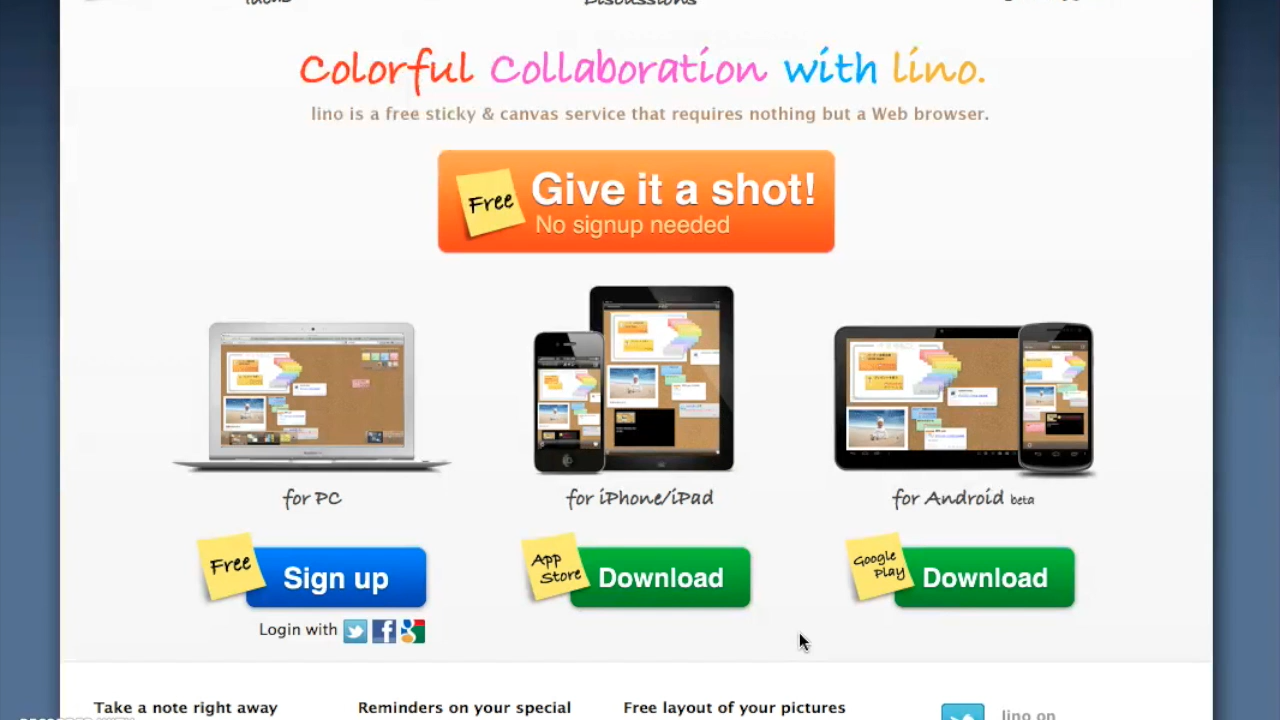 Discussions
Colorful Collaboration with lino.
lino is a free sticky & canvas service that requires nothing but a Web browser.
Free
Give it a shot!
No signup needed
for PC
for iPhone/iPad
for Android beta
Free
Sign up
App
Store
Download
Google
Play
Download
Login with
Take a note right away
Reminders on your special
Free layout of your pictures
lino on